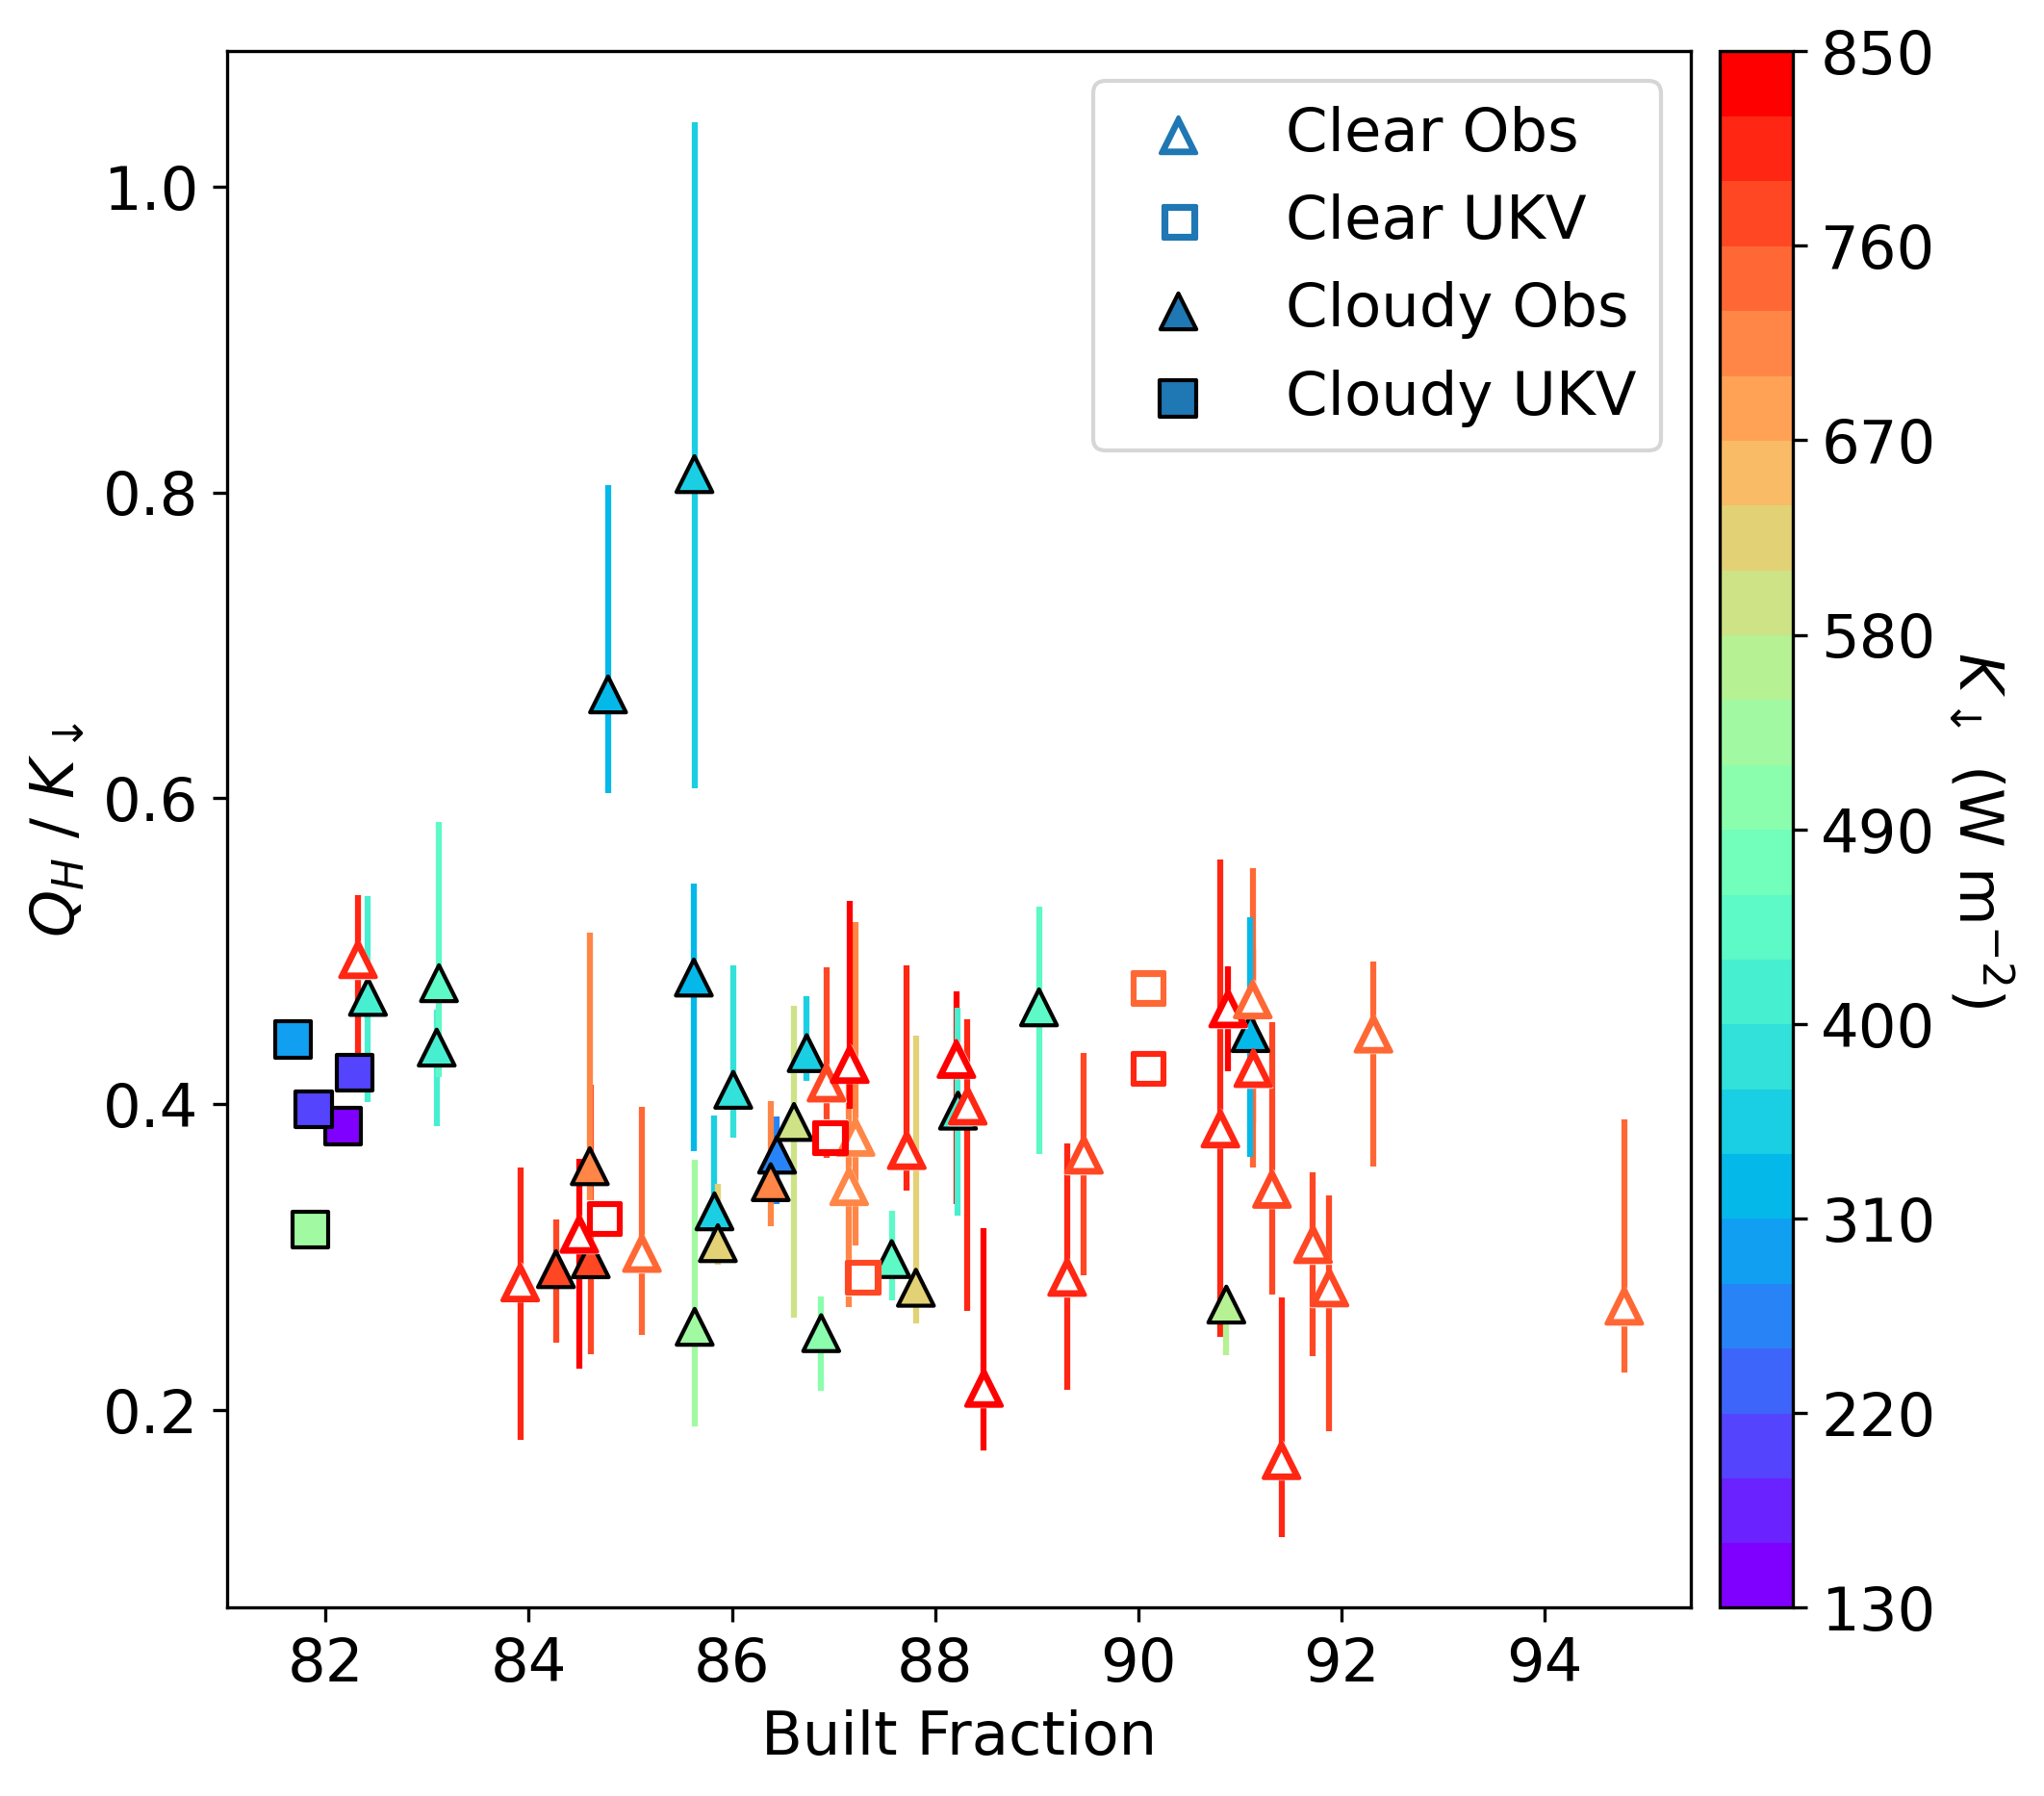 Clear Obs
Clear UKV
Cloudy Obs
Cloudy UKV
1.0
0.8
0.6
0.4
0.2
Q_H / K↓
82 84 86 88 90 92 94
Built Fraction
850
760
670
580
490
400
310
220
130
K↓ (W m⁻²)